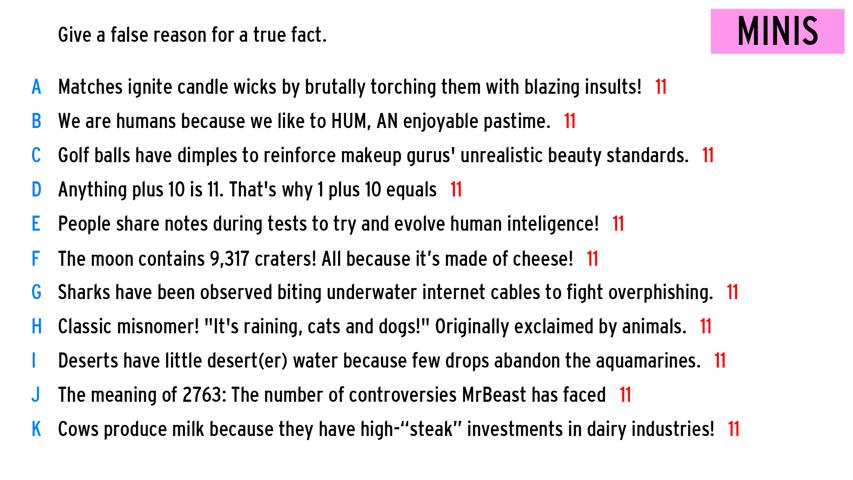 Give a false reason for a true fact.
MINIS
A Matches ignite candle wicks by brutally torching them with blazing insults! 11
B We are humans because we like to HUM, AN enjoyable pastime. 11
C Golf balls have dimples to reinforce makeup gurus' unrealistic beauty standards. 11
D Anything plus 10 is 11. That's why 1 plus 10 equals 11
E People share notes during tests to try and evolve human inteligence! 11
F The moon contains 9,317 craters! All because it’s made of cheese! 11
G Sharks have been observed biting underwater internet cables to fight overphishing. 11
H Classic misnomer! "It's raining, cats and dogs!" Originally exclaimed by animals. 11
I Deserts have little desert(er) water because few drops abandon the aquamarines. 11
J The meaning of 2763: The number of controversies MrBeast has faced 11
K Cows produce milk because they have high-“steak” investments in dairy industries! 11